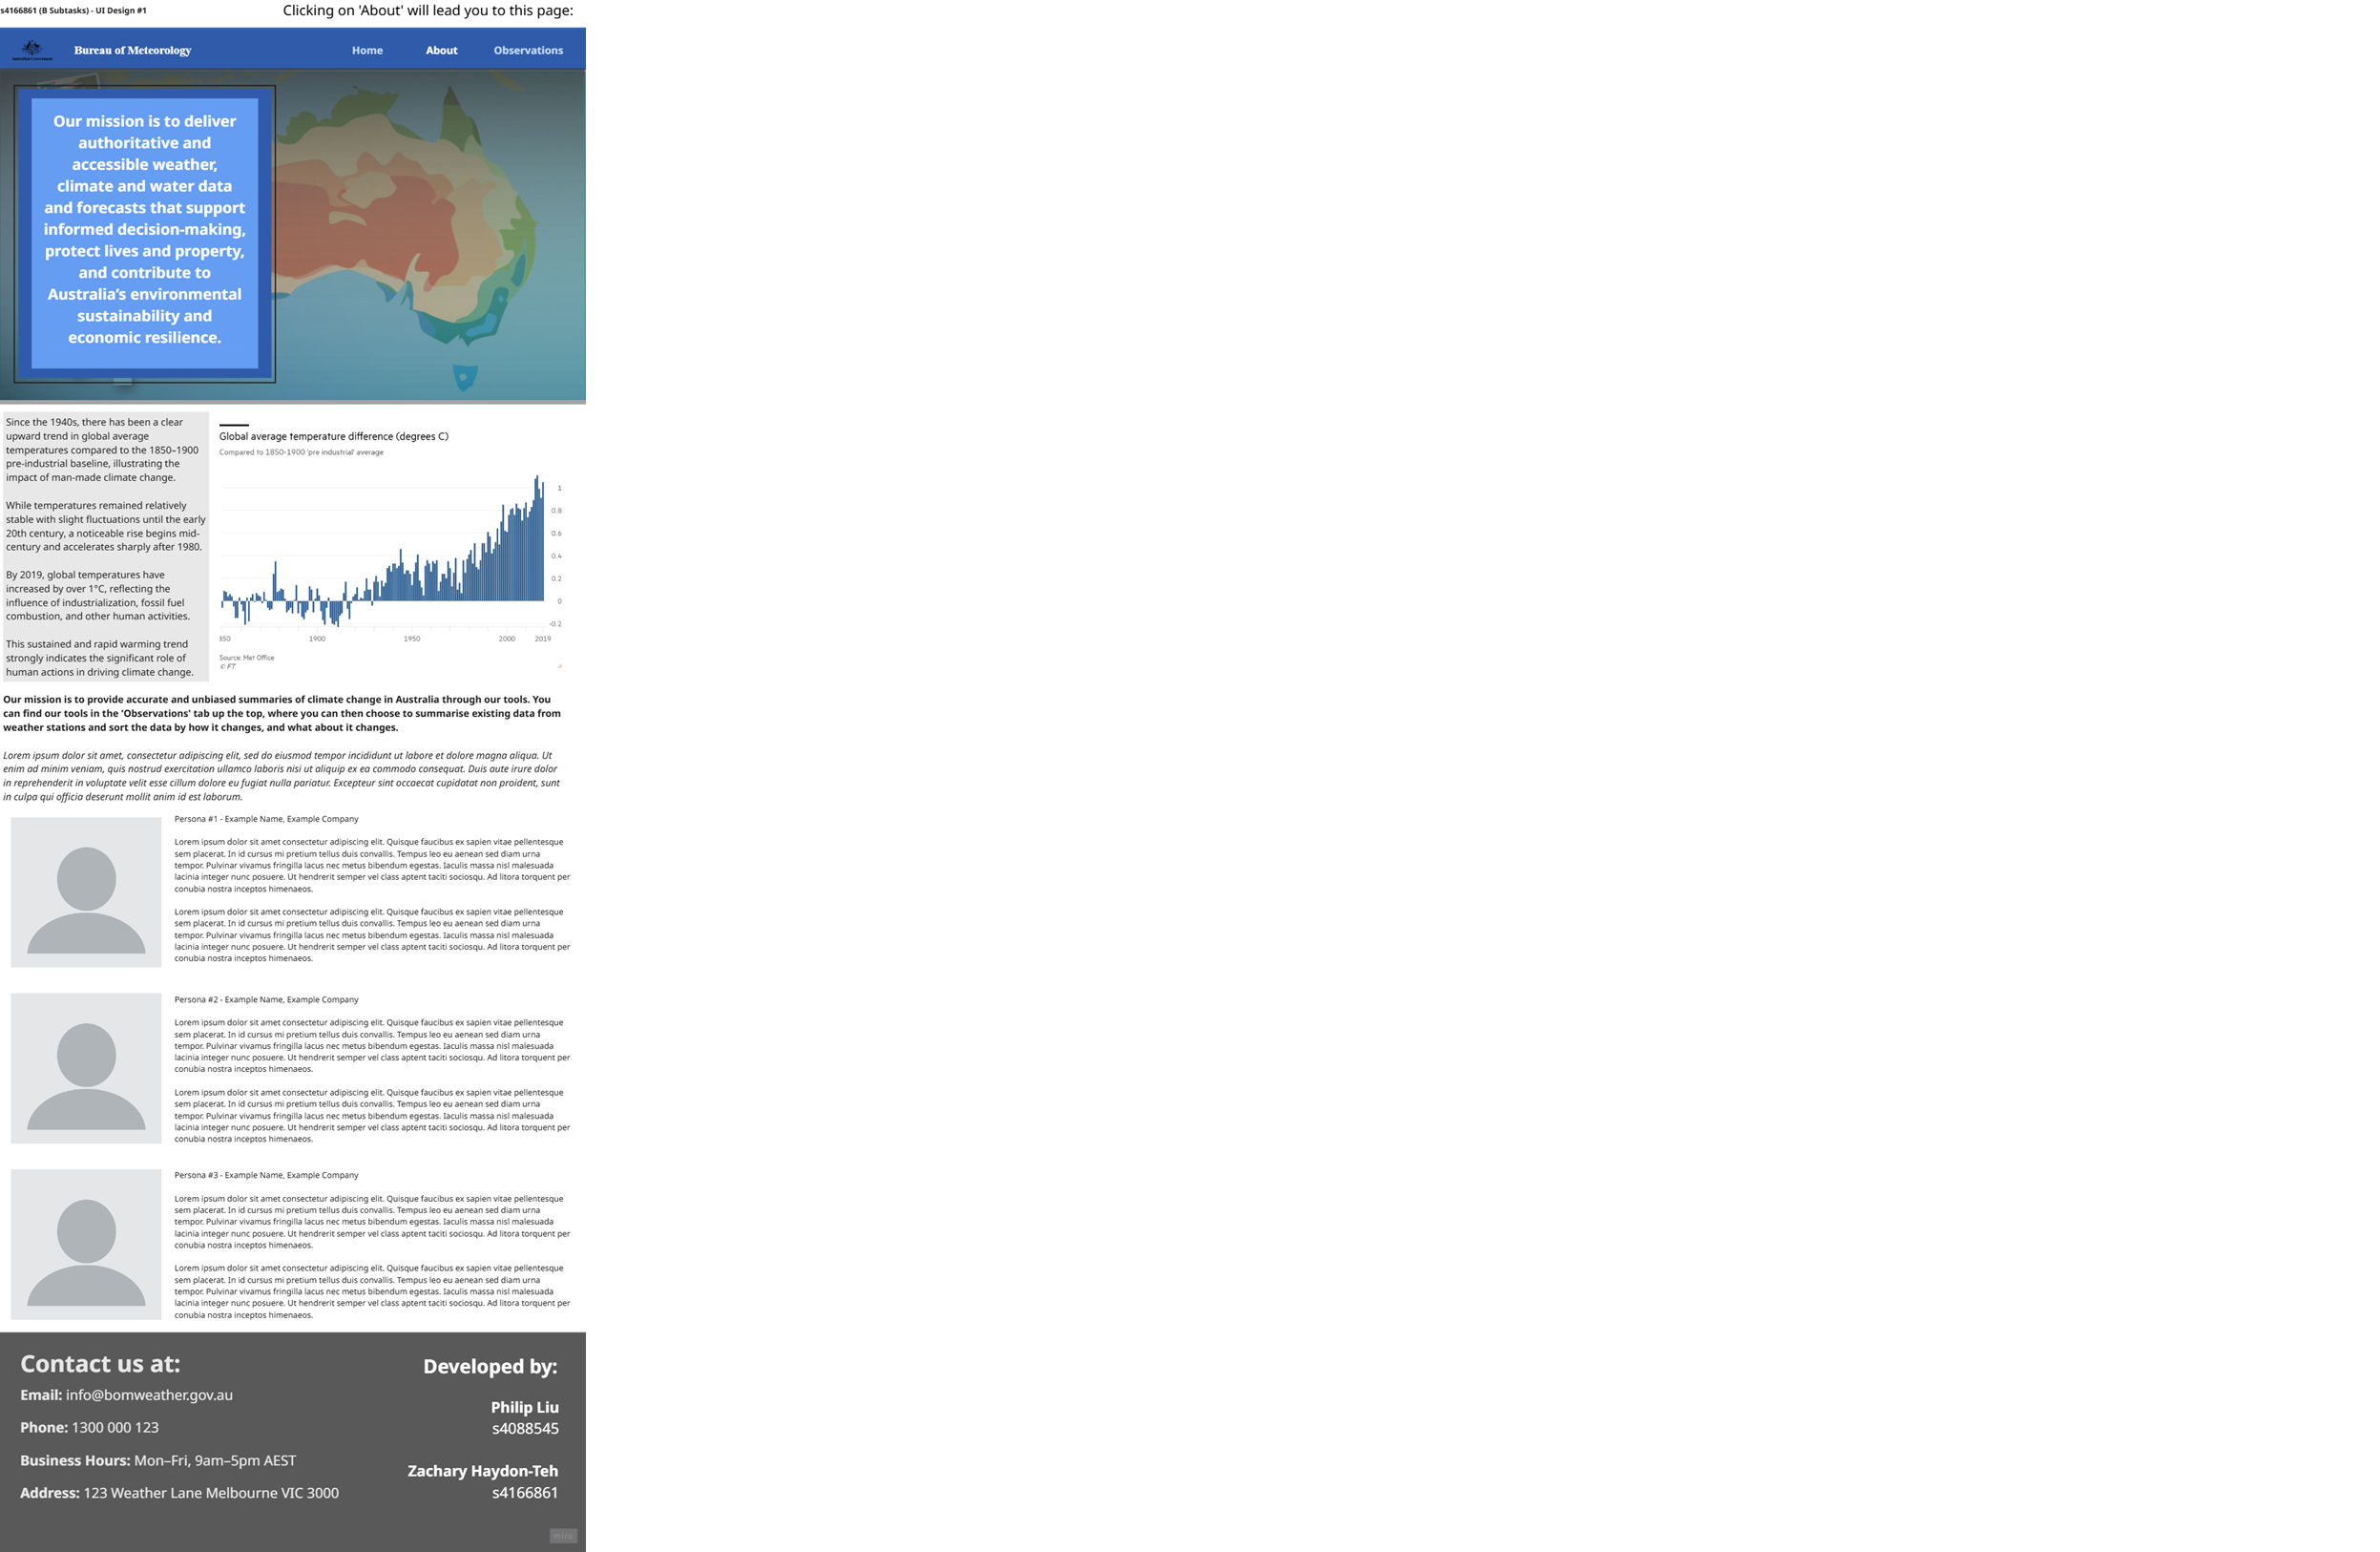 s4166861 (B Subtasks) - UI Design #1
Clicking on 'About' will lead you to this page:
Australian Government
Bureau of Meteorology
Home
About
Observations
Our mission is to deliver
authoritative and
accessible weather,
climate and water data
and forecasts that support
informed decision-making,
protect lives and property,
and contribute to
Australia’s environmental
sustainability and
economic resilience.
Since the 1940s, there has been a clear
upward trend in global average
temperatures compared to the 1850–1900
pre-industrial baseline, illustrating the
impact of man-made climate change.
While temperatures remained relatively
stable with slight fluctuations until the early
20th century, a noticeable rise begins mid-
century and accelerates sharply after 1980.
By 2019, global temperatures have
increased by over 1°C, reflecting the
influence of industrialization, fossil fuel
combustion, and other human activities.
This sustained and rapid warming trend
strongly indicates the significant role of
human actions in driving climate change.
Global average temperature difference (degrees C)
Compared to 1850-1900 'pre industrial' average
1
0.8
0.6
0.4
0.2
0
-0.2
350
1900
1950
2000
2019
Source: Met Office
© FT
Our mission is to provide accurate and unbiased summaries of climate change in Australia through our tools. You
can find our tools in the 'Observations' tab up the top, where you can then choose to summarise existing data from
weather stations and sort the data by how it changes, and what about it changes.
Lorem ipsum dolor sit amet, consectetur adipiscing elit, sed do eiusmod tempor incididunt ut labore et dolore magna aliqua. Ut
enim ad minim veniam, quis nostrud exercitation ullamco laboris nisi ut aliquip ex ea commodo consequat. Duis aute irure dolor
in reprehenderit in voluptate velit esse cillum dolore eu fugiat nulla pariatur. Excepteur sint occaecat cupidatat non proident, sunt
in culpa qui officia deserunt mollit anim id est laborum.
Persona #1 - Example Name, Example Company
Lorem ipsum dolor sit amet consectetur adipiscing elit. Quisque faucibus ex sapien vitae pellentesque
sem placerat. In id cursus mi pretium tellus duis convallis. Tempus leo eu aenean sed diam urna
tempor. Pulvinar vivamus fringilla lacus nec metus bibendum egestas. Iaculis massa nisl malesuada
lacinia integer nunc posuere. Ut hendrerit semper vel class aptent taciti sociosqu. Ad litora torquent per
conubia nostra inceptos himenaeos.
Lorem ipsum dolor sit amet consectetur adipiscing elit. Quisque faucibus ex sapien vitae pellentesque
sem placerat. In id cursus mi pretium tellus duis convallis. Tempus leo eu aenean sed diam urna
tempor. Pulvinar vivamus fringilla lacus nec metus bibendum egestas. Iaculis massa nisl malesuada
lacinia integer nunc posuere. Ut hendrerit semper vel class aptent taciti sociosqu. Ad litora torquent per
conubia nostra inceptos himenaeos.
Persona #2 - Example Name, Example Company
Lorem ipsum dolor sit amet consectetur adipiscing elit. Quisque faucibus ex sapien vitae pellentesque
sem placerat. In id cursus mi pretium tellus duis convallis. Tempus leo eu aenean sed diam urna
tempor. Pulvinar vivamus fringilla lacus nec metus bibendum egestas. Iaculis massa nisl malesuada
lacinia integer nunc posuere. Ut hendrerit semper vel class aptent taciti sociosqu. Ad litora torquent per
conubia nostra inceptos himenaeos.
Lorem ipsum dolor sit amet consectetur adipiscing elit. Quisque faucibus ex sapien vitae pellentesque
sem placerat. In id cursus mi pretium tellus duis convallis. Tempus leo eu aenean sed diam urna
tempor. Pulvinar vivamus fringilla lacus nec metus bibendum egestas. Iaculis massa nisl malesuada
lacinia integer nunc posuere. Ut hendrerit semper vel class aptent taciti sociosqu. Ad litora torquent per
conubia nostra inceptos himenaeos.
Persona #3 - Example Name, Example Company
Lorem ipsum dolor sit amet consectetur adipiscing elit. Quisque faucibus ex sapien vitae pellentesque
sem placerat. In id cursus mi pretium tellus duis convallis. Tempus leo eu aenean sed diam urna
tempor. Pulvinar vivamus fringilla lacus nec metus bibendum egestas. Iaculis massa nisl malesuada
lacinia integer nunc posuere. Ut hendrerit semper vel class aptent taciti sociosqu. Ad litora torquent per
conubia nostra inceptos himenaeos.
Lorem ipsum dolor sit amet consectetur adipiscing elit. Quisque faucibus ex sapien vitae pellentesque
sem placerat. In id cursus mi pretium tellus duis convallis. Tempus leo eu aenean sed diam urna
tempor. Pulvinar vivamus fringilla lacus nec metus bibendum egestas. Iaculis massa nisl malesuada
lacinia integer nunc posuere. Ut hendrerit semper vel class aptent taciti sociosqu. Ad litora torquent per
conubia nostra inceptos himenaeos.
Contact us at:
Email: info@bomweather.gov.au
Phone: 1300 000 123
Business Hours: Mon–Fri, 9am–5pm AEST
Address: 123 Weather Lane Melbourne VIC 3000
Developed by:
Philip Liu
s4088545
Zachary Haydon-Teh
s4166861
miro